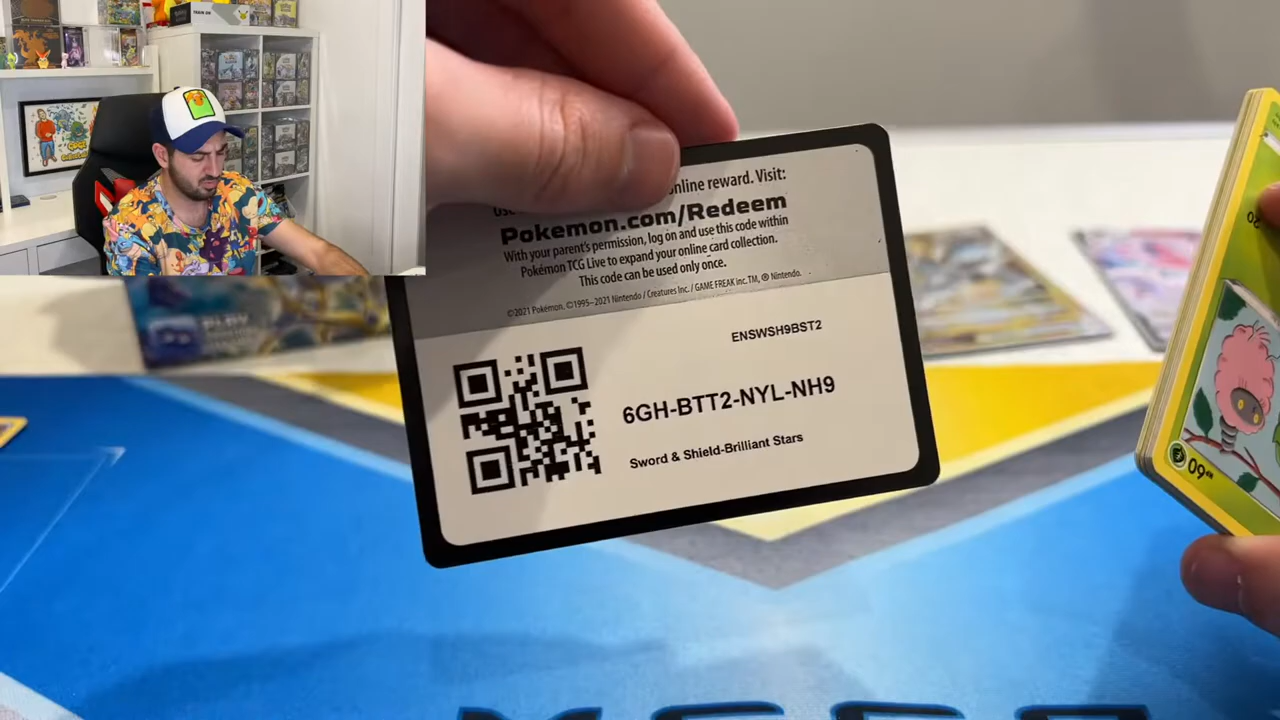 online reward. Visit:
Pokemon.com/Redeem
With your parent's permission, log on and use this code within
Pokémon TCG Live to expand your online card collection.
This code can be used only once.
©2021 Pokémon. ©1995–2021 Nintendo / Creatures Inc. / GAME FREAK inc. TM, ® Nintendo.
ENSWSH9BST2
6GH-BTT2-NYL-NH9
Sword & Shield-Brilliant Stars